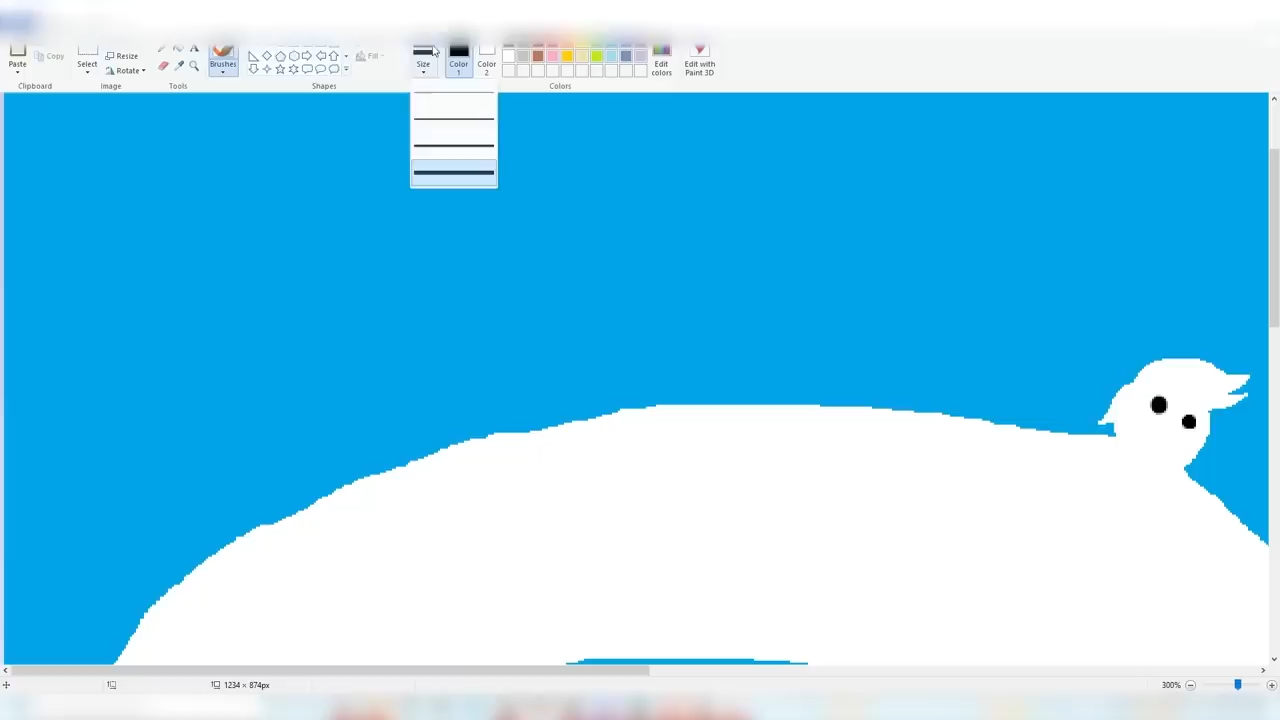 Paste
Copy
Select
Resize
Rotate
A
Brushes
Fill
Size
Color
1
Color
2
Edit
colors
Edit with
Paint 3D
Clipboard
Image
Tools
Shapes
Colors
1234 × 874px
300%